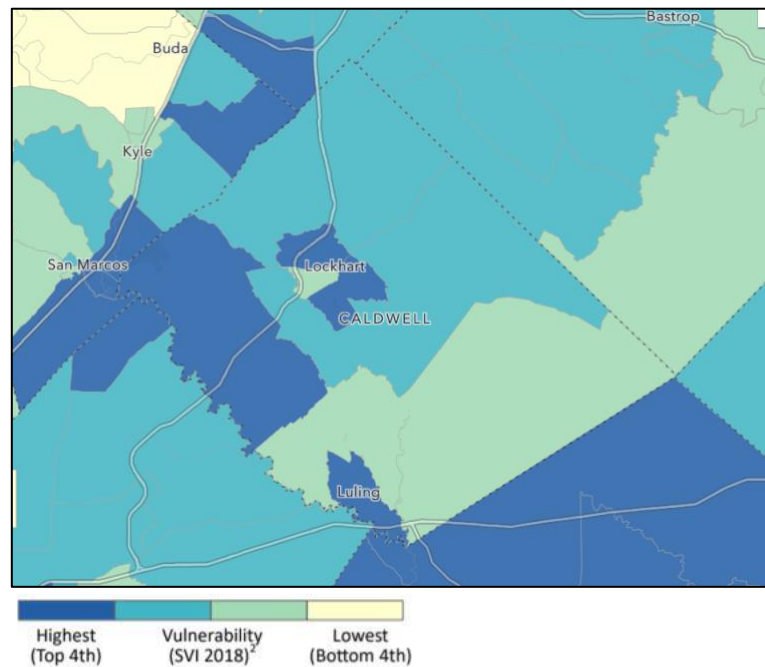 Bastrop
Buda
Kyle
San Marcos
Lockhart
CALDWELL
Luling
Highest
(Top 4th)
Vulnerability
(SVI 2018)²
Lowest
(Bottom 4th)